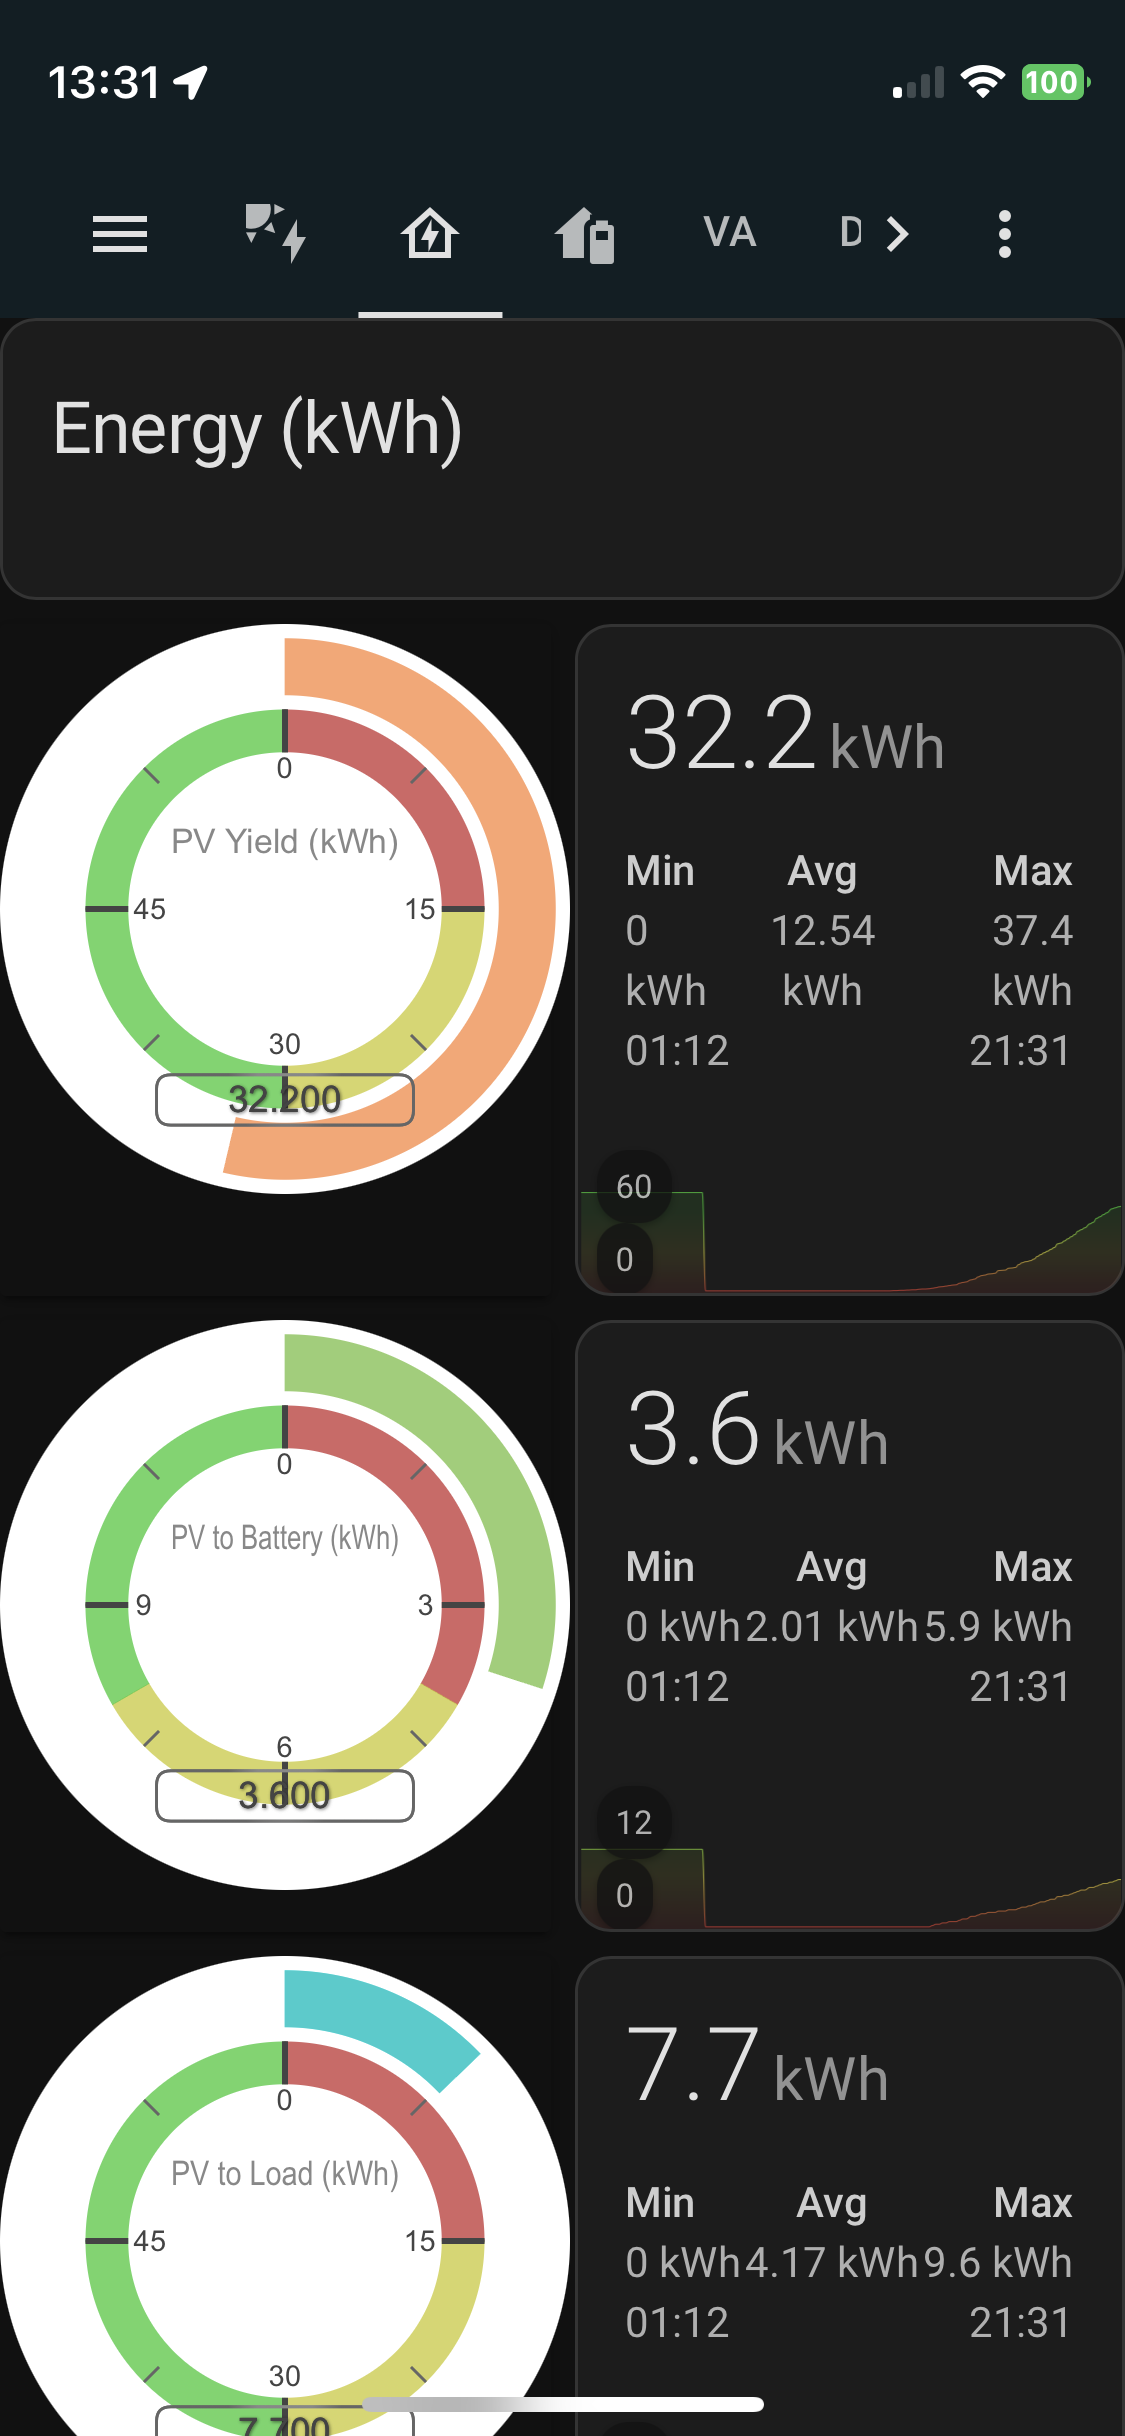 13:31
100
VA
D
Energy (kWh)
0
PV Yield (kWh)
45
15
30
32.200
32.2 kWh
Min Avg Max
0 12.54 37.4
kWh kWh kWh
01:12 21:31
60
0
0
PV to Battery (kWh)
9
3
6
3.600
3.6 kWh
Min Avg Max
0 kWh 2.01 kWh 5.9 kWh
01:12 21:31
12
0
0
PV to Load (kWh)
45
15
30
7.700
7.7 kWh
Min Avg Max
0 kWh 4.17 kWh 9.6 kWh
01:12 21:31